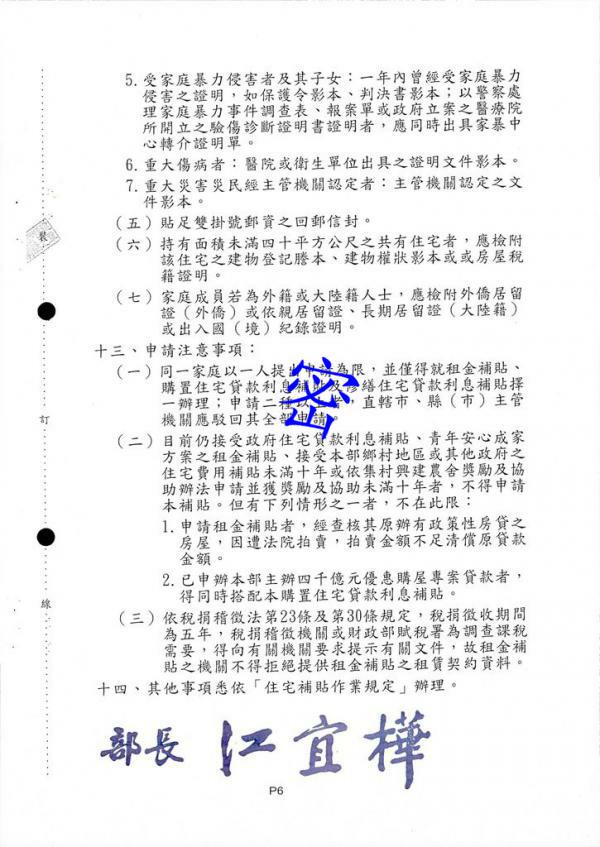 5.受家庭暴力侵害者及其子女：一年內曾經受家庭暴力
侵害之證明，如保護令影本、判決書影本；以警察處
理家庭暴力事件調查表、報案單或政府立案之醫療院
所開立之驗傷診斷證明書證明者，應同時出具家暴中
心轉介證明單。
6.重大傷病者：醫院或衛生單位出具之證明文件影本。
7.重大災害災民經主管機關認定者：主管機關認定之文
件影本。
（五）貼足雙掛號郵資之回郵信封。
（六）持有面積未滿四十平方公尺之共有住宅者，應檢附
該住宅之建物登記謄本、建物權狀影本或或房屋稅
籍證明。
（七）家庭成員若為外籍或大陸籍人士，應檢附外僑居留
證（外僑）或依親居留證、長期居留證（大陸籍）
或出入國（境）紀錄證明。
十三、申請注意事項：
（一）同一家庭以一人提出申請為限，並僅得就租金補貼、
購置住宅貸款利息補貼及修繕住宅貸款利息補貼擇
一辦理；申請二種以上者，直轄市、縣（市）主管
機關應駁回其全部申請。
密
（二）目前仍接受政府住宅貸款利息補貼、青年安心成家
方案之租金補貼、接受本部鄉村地區或其他政府之
住宅費用補貼未滿十年或依集村興建農舍獎勵及協
助辦法申請並獲獎勵及協助未滿十年者，不得申請
本補貼。但有下列情形之一者，不在此限：
1.申請租金補貼者，經查核其原辦有政策性房貸之
房屋，因遭法院拍賣，拍賣金額不足清償原貸款
金額。
2.已申辦本部主辦四千億元優惠購屋專案貸款者，
得同時搭配本購置住宅貸款利息補貼。
（三）依稅捐稽徵法第23條及第30條規定，稅捐徵收期間
為五年，稅捐稽徵機關或財政部賦稅署為調查課稅
需要，得向有關機關要求提示有關文件，故租金補
貼之機關不得拒絕提供租金補貼之租賃契約資料。
十四、其他事項悉依「住宅補貼作業規定」辦理。
部長 江宜樺
P6
裝
訂
線